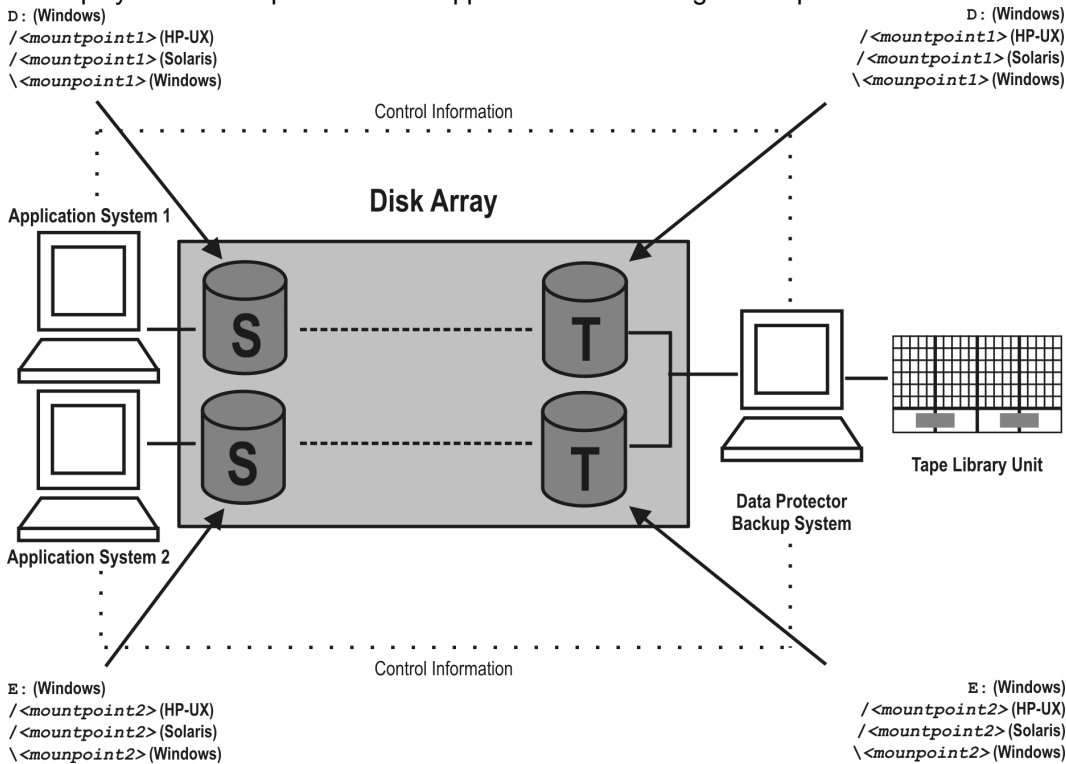 D: (Windows)
/<mountpoint1> (HP-UX)
/<mountpoint1> (Solaris)
\<mounpoint1> (Windows)
D: (Windows)
/<mountpoint1> (HP-UX)
/<mountpoint1> (Solaris)
\<mounpoint1> (Windows)
Control Information
Disk Array
Application System 1
S
T
S
T
Application System 2
Data Protector
Backup System
Tape Library Unit
Control Information
E: (Windows)
/<mountpoint2> (HP-UX)
/<mountpoint2> (Solaris)
\<mounpoint2> (Windows)
E: (Windows)
/<mountpoint2> (HP-UX)
/<mountpoint2> (Solaris)
\<mounpoint2> (Windows)